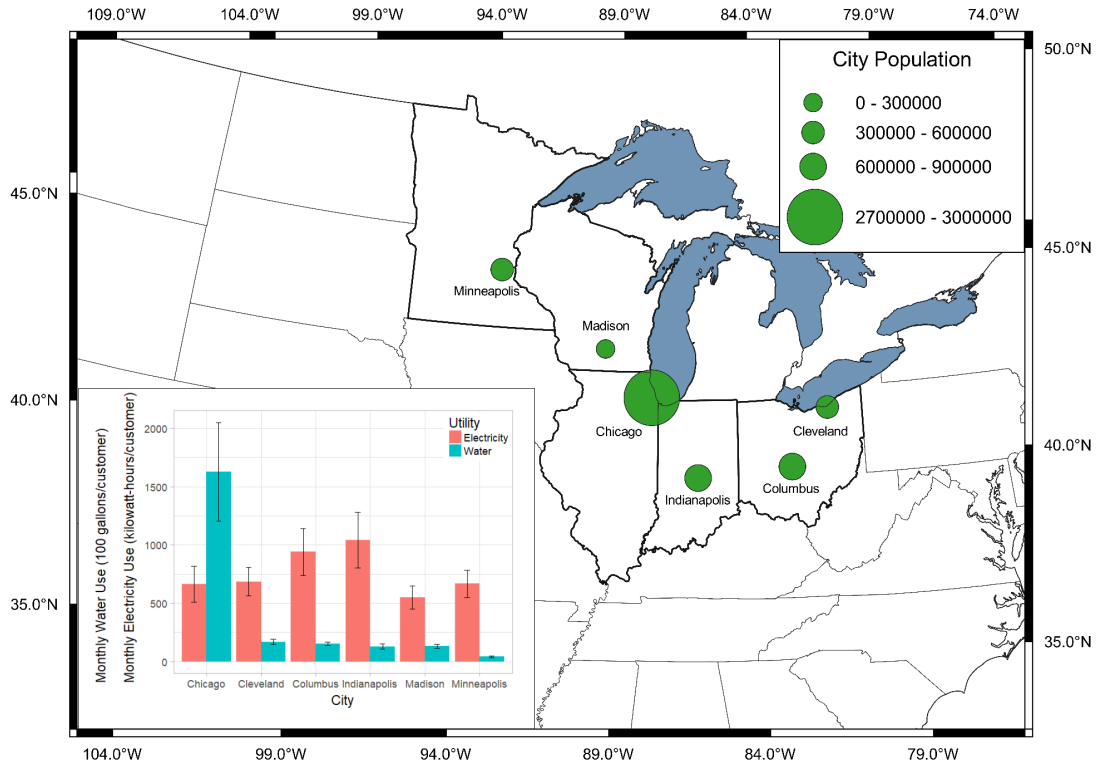 109.0°W 104.0°W 94.0°W 89.0°W 84.0°W 79.0°W 74.0°W
50.0°N
City Population
0 - 300000
300000 - 600000
600000 - 900000
2700000 - 3000000
45.0°N
45.0°N
Minneapolis
Madison
40.0°N
Chicago
Cleveland
40.0°N
Columbus
Indianapolis
Monthly Water Use (100 gallons/customer)
Monthly Electricity Use (kilowatt-hours/customer)
Utility
Electricity
Water
2000
1500
1000
500
0
Chicago Cleveland Columbus Indianapolis Madison Minneapolis
City
35.0°N
35.0°N
104.0°W 99.0°W 94.0°W 89.0°W 84.0°W 79.0°W